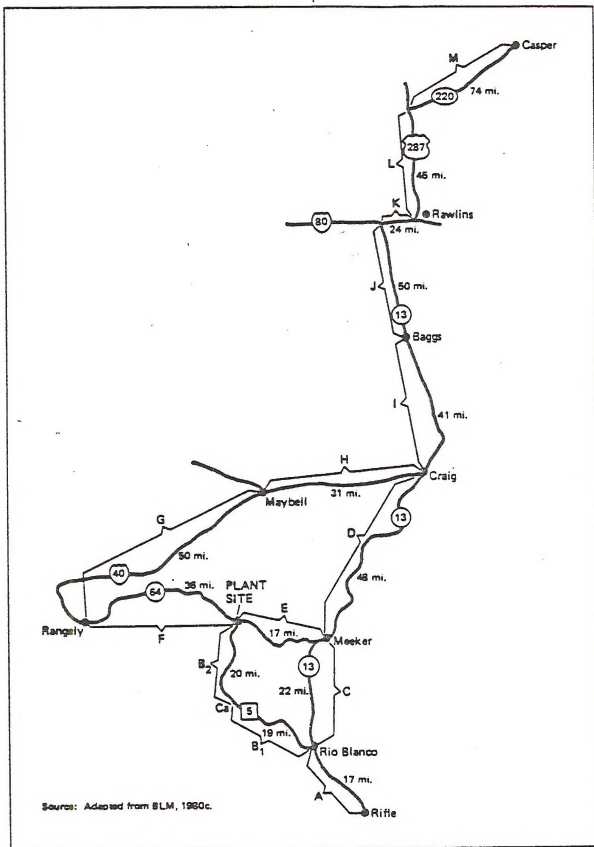 M
Casper
220
74 mi.
287
L
45 mi.
K
Rawlins
80
24 mi.
J
50 mi.
13
Baggs
I
41 mi.
H
Craig
Maybell
31 mi.
G
D
13
50 mi.
40
64
36 mi.
48 mi.
PLANT
SITE
E
Rangely
F
17 mi.
Meeker
B2
20 mi.
13
22 mi.
C
Ca
5
19 mi.
B1
Rio Blanco
17 mi.
A
Rifle
Source: Adapted from BLM, 1980c.